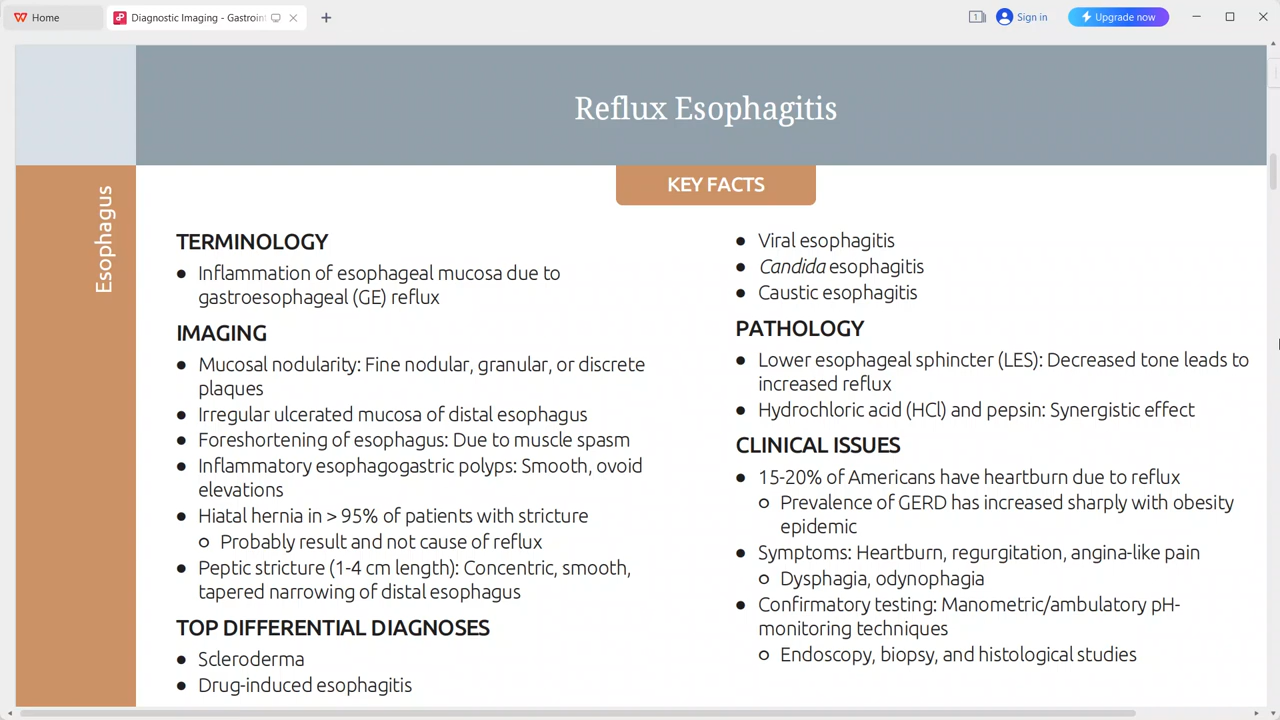 Home
Diagnostic Imaging - Gastroin
1
Sign in
Upgrade now
Reflux Esophagitis
Esophagus
KEY FACTS
TERMINOLOGY
● Inflammation of esophageal mucosa due to
gastroesophageal (GE) reflux
IMAGING
● Mucosal nodularity: Fine nodular, granular, or discrete
plaques
● Irregular ulcerated mucosa of distal esophagus
● Foreshortening of esophagus: Due to muscle spasm
● Inflammatory esophagogastric polyps: Smooth, ovoid
elevations
● Hiatal hernia in > 95% of patients with stricture
○ Probably result and not cause of reflux
● Peptic stricture (1-4 cm length): Concentric, smooth,
tapered narrowing of distal esophagus
TOP DIFFERENTIAL DIAGNOSES
● Scleroderma
● Drug-induced esophagitis
● Viral esophagitis
● Candida esophagitis
● Caustic esophagitis
PATHOLOGY
● Lower esophageal sphincter (LES): Decreased tone leads to
increased reflux
● Hydrochloric acid (HCl) and pepsin: Synergistic effect
CLINICAL ISSUES
● 15-20% of Americans have heartburn due to reflux
○ Prevalence of GERD has increased sharply with obesity
epidemic
● Symptoms: Heartburn, regurgitation, angina-like pain
○ Dysphagia, odynophagia
● Confirmatory testing: Manometric/ambulatory pH-
monitoring techniques
○ Endoscopy, biopsy, and histological studies